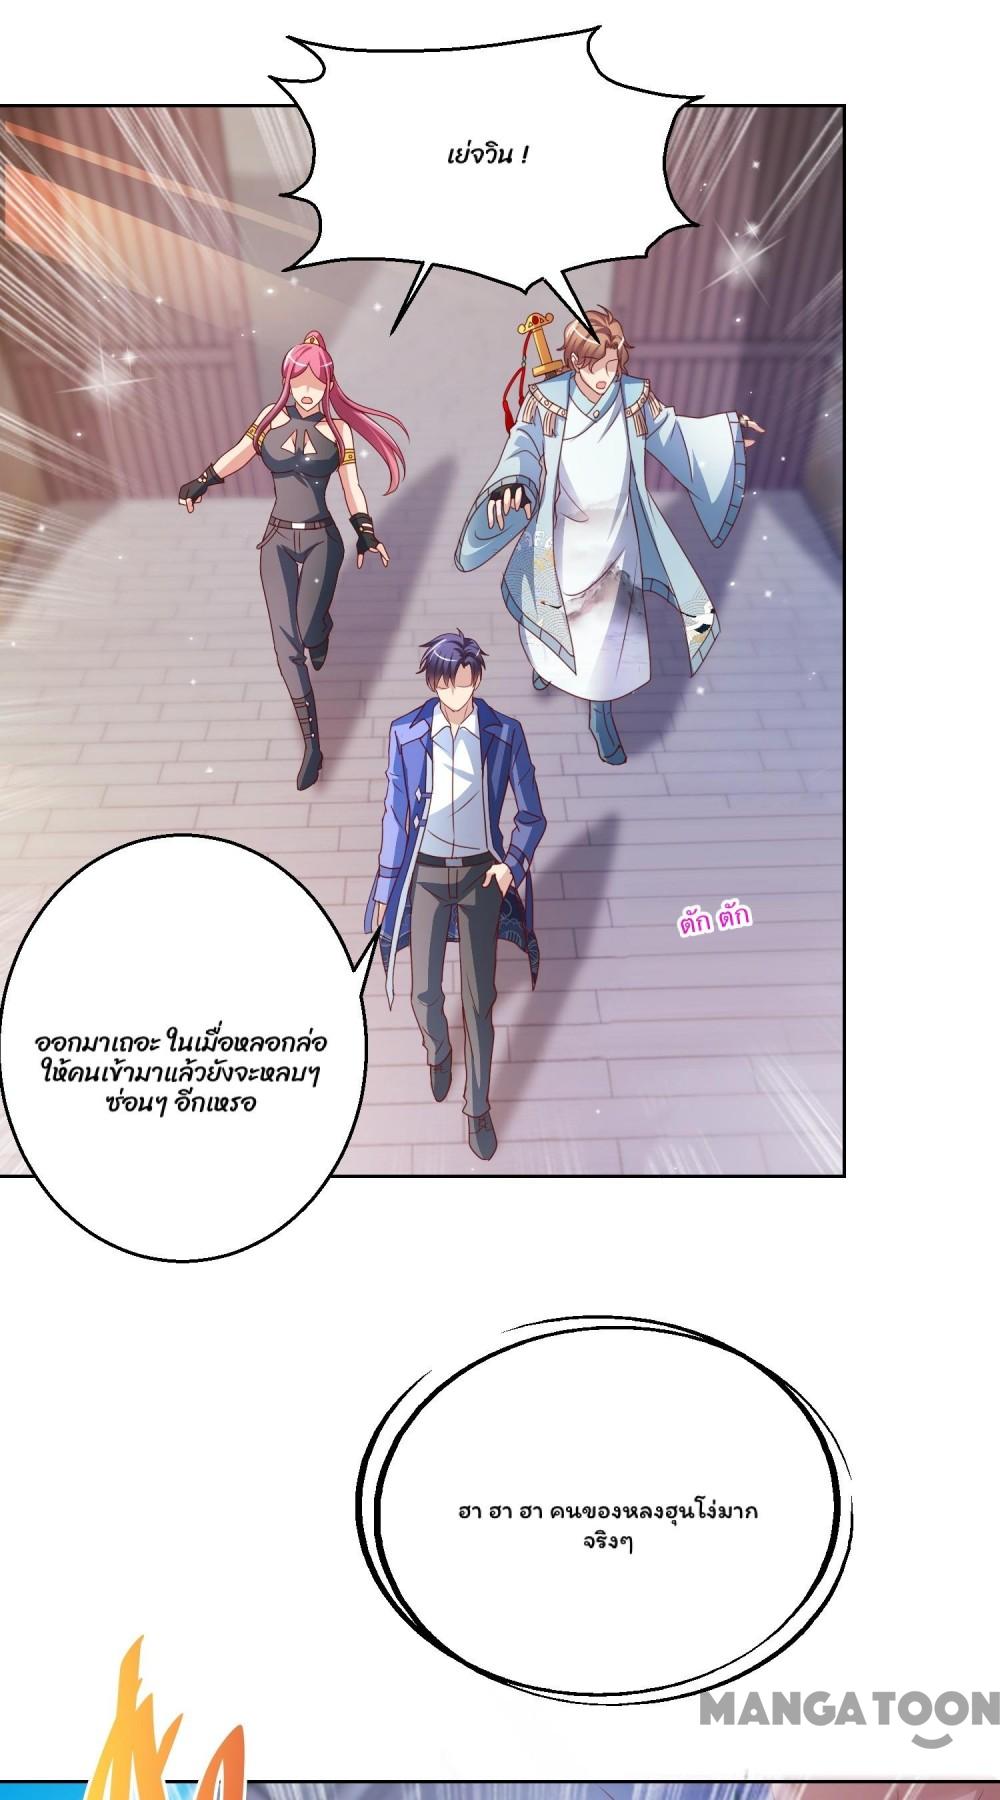 เย่จวิน !
ตัก ตัก
ออกมาเถอะ ในเมื่อหลอกล่อ
ให้คนเข้ามาแล้วยังจะหลบๆ
ซ่อนๆ อีกเหรอ
ฮา ฮา ฮา คนของหลงฮุนโง่มาก
จริงๆ
MANGATOON